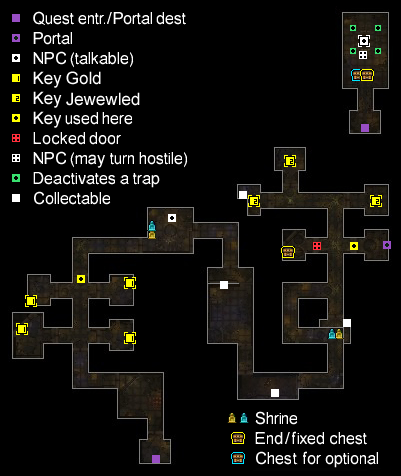 Quest entr./Portal dest
Portal
NPC (talkable)
Key Gold
Key Jewewled
Key used here
Locked door
NPC (may turn hostile)
Deactivates a trap
Collectable
Shrine
End/fixed chest
Chest for optional